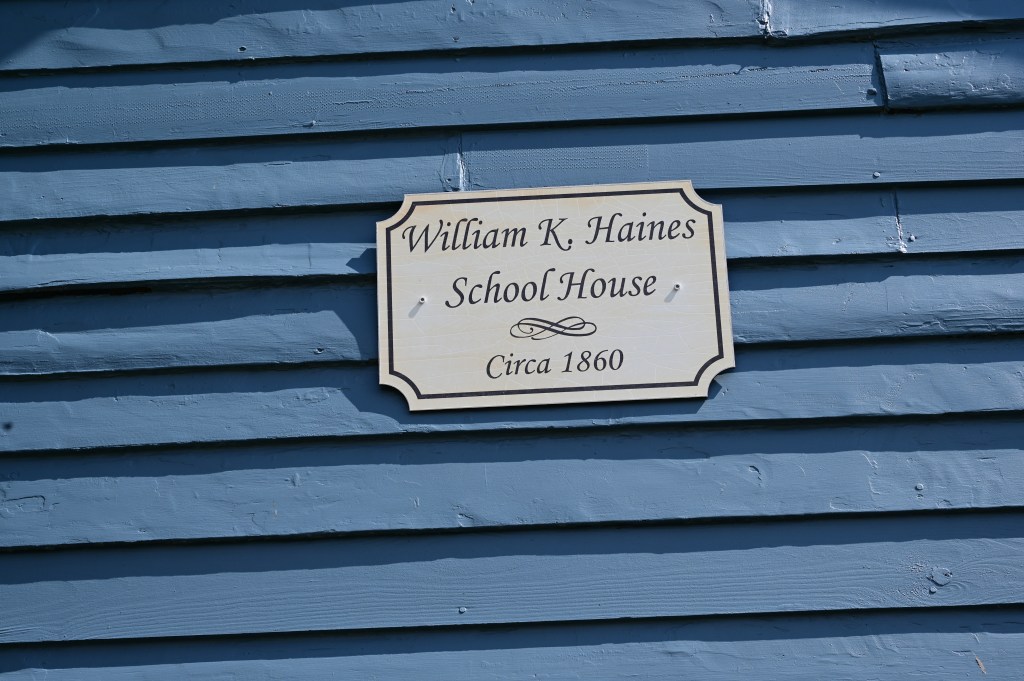 William K. Haines
School House
Circa 1860